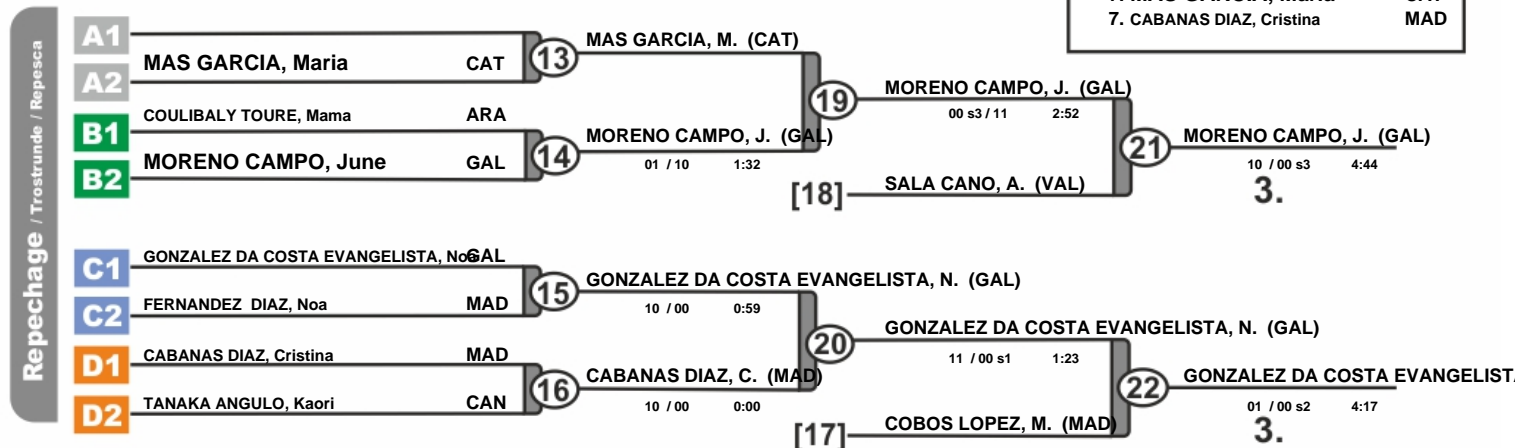 7. CABANAS DIAZ, Cristina MAD
Repechage / Trostrunde / Repesca
A1
13 MAS GARCIA, M. (CAT)
MAS GARCIA, Maria CAT
A2
19 MORENO CAMPO, J. (GAL)
00 s3 / 11 2:52
COULIBALY TOURE, Mama ARA
B1
14 MORENO CAMPO, J. (GAL)
01 / 10 1:32
MORENO CAMPO, June GAL
B2
21 MORENO CAMPO, J. (GAL)
10 / 00 s3 4:44
3.
[18] SALA CANO, A. (VAL)
C1 GONZALEZ DA COSTA EVANGELISTA, Noa GAL
15 GONZALEZ DA COSTA EVANGELISTA, N. (GAL)
10 / 00 0:59
C2 FERNANDEZ DIAZ, Noa MAD
20 GONZALEZ DA COSTA EVANGELISTA, N. (GAL)
11 / 00 s1 1:23
D1 CABANAS DIAZ, Cristina MAD
16 CABANAS DIAZ, C. (MAD)
10 / 00 0:00
D2 TANAKA ANGULO, Kaori CAN
22 GONZALEZ DA COSTA EVANGELIST
01 / 00 s2 4:17
3.
[17] COBOS LOPEZ, M. (MAD)